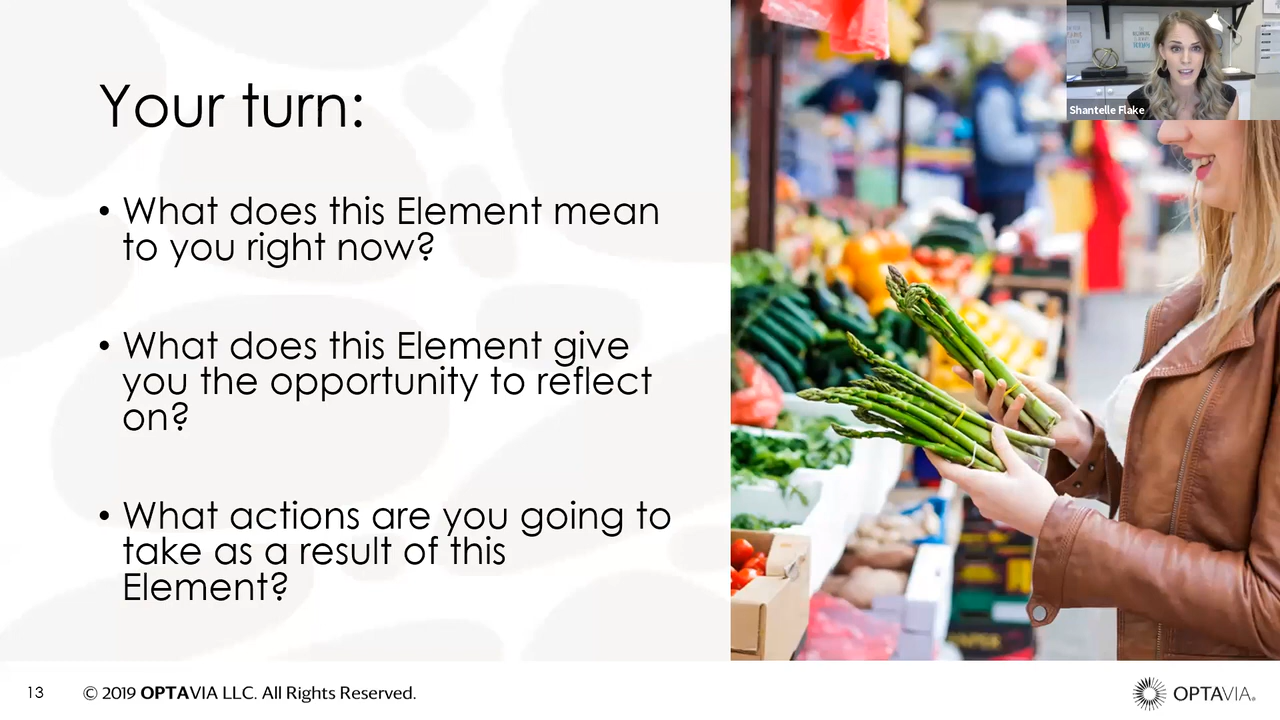 Your turn:
• What does this Element mean
to you right now?
• What does this Element give
you the opportunity to reflect
on?
• What actions are you going to
take as a result of this
Element?
Shantelle Flake
13 © 2019 OPTAVIA LLC. All Rights Reserved.
OPTAVIA®